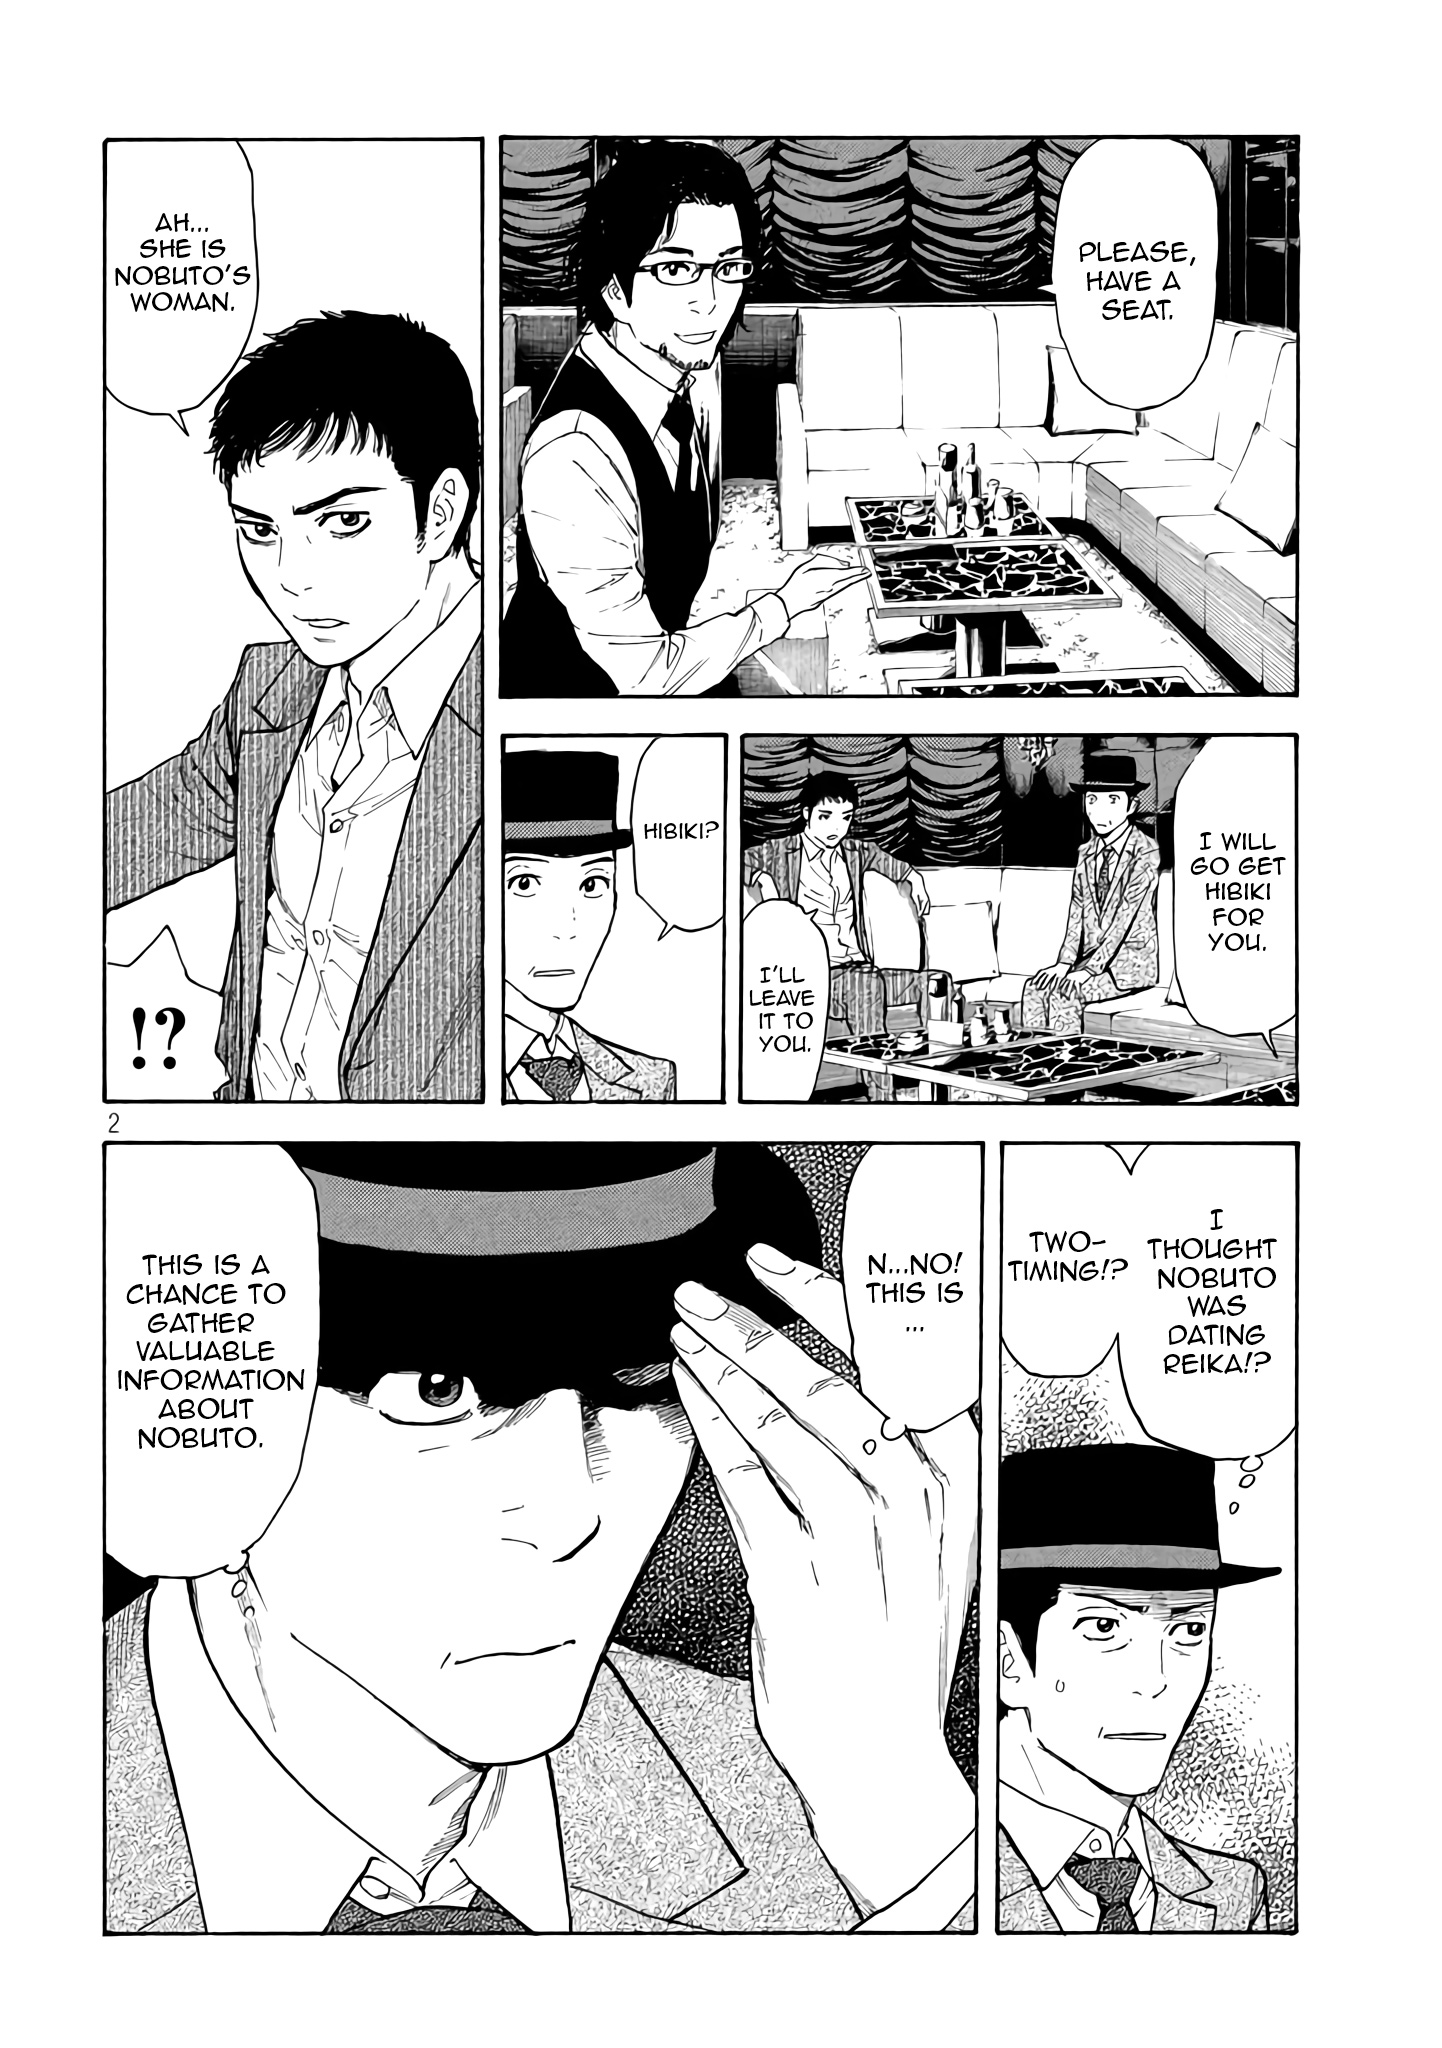 PLEASE,
HAVE A
SEAT.
I WILL
GO GET
HIBIKI
FOR
YOU.
I'LL
LEAVE
IT TO
YOU.
HIBIKI?
AH...
SHE IS
NOBUTO'S
WOMAN.
!?
2
I
THOUGHT
NOBUTO
WAS
DATING
REIKA!?
TWO-
TIMING!?
N...NO!
THIS IS
...
THIS IS A
CHANCE TO
GATHER
VALUABLE
INFORMATION
ABOUT
NOBUTO.